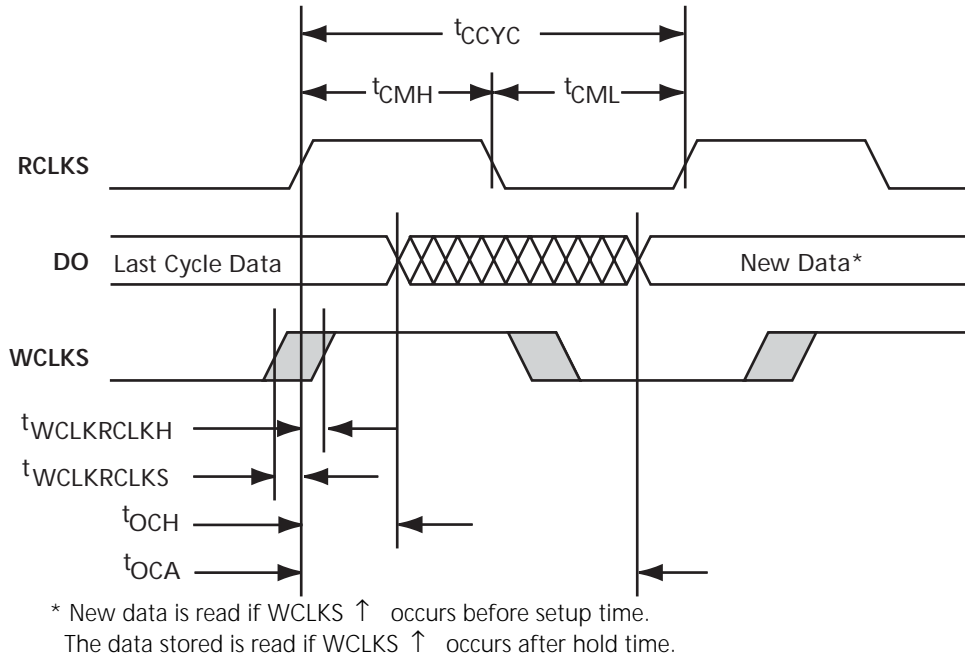 tCCYC
tCMH
tCML
RCLKS
DO
Last Cycle Data
New Data*
WCLKS
tWCLKRCLKH
tWCLKRCLKS
tOCH
tOCA
* New data is read if WCLKS ↑ occurs before setup time.
The data stored is read if WCLKS ↑ occurs after hold time.